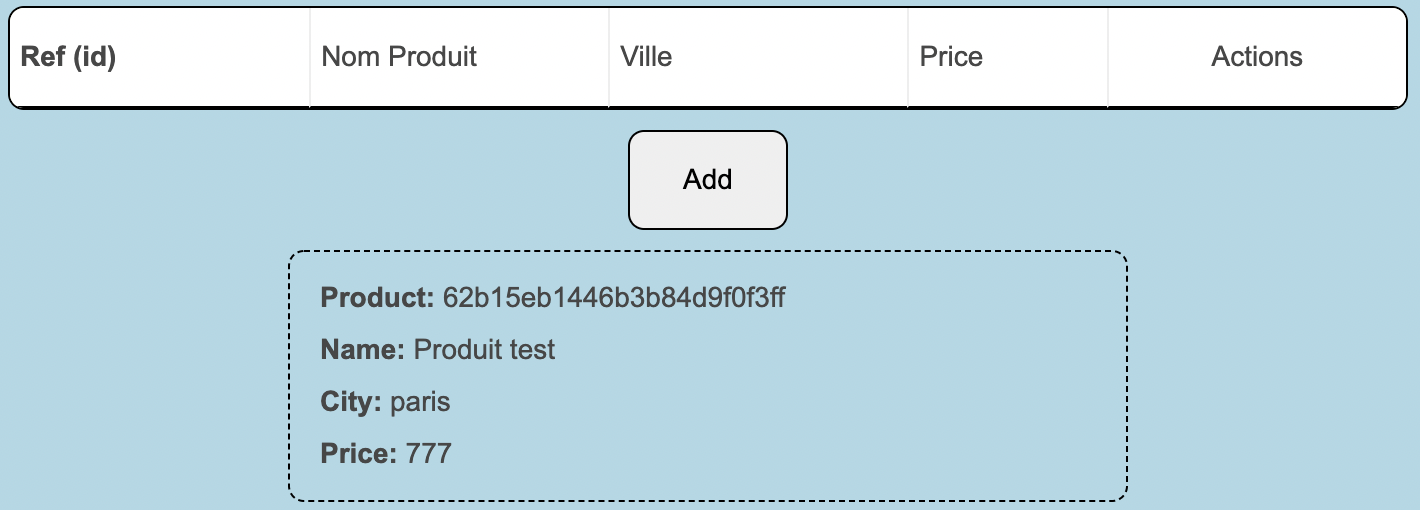 Ref (id) Nom Produit Ville Price Actions
Add
Product: 62b15eb1446b3b84d9f0f3ff
Name: Produit test
City: paris
Price: 777